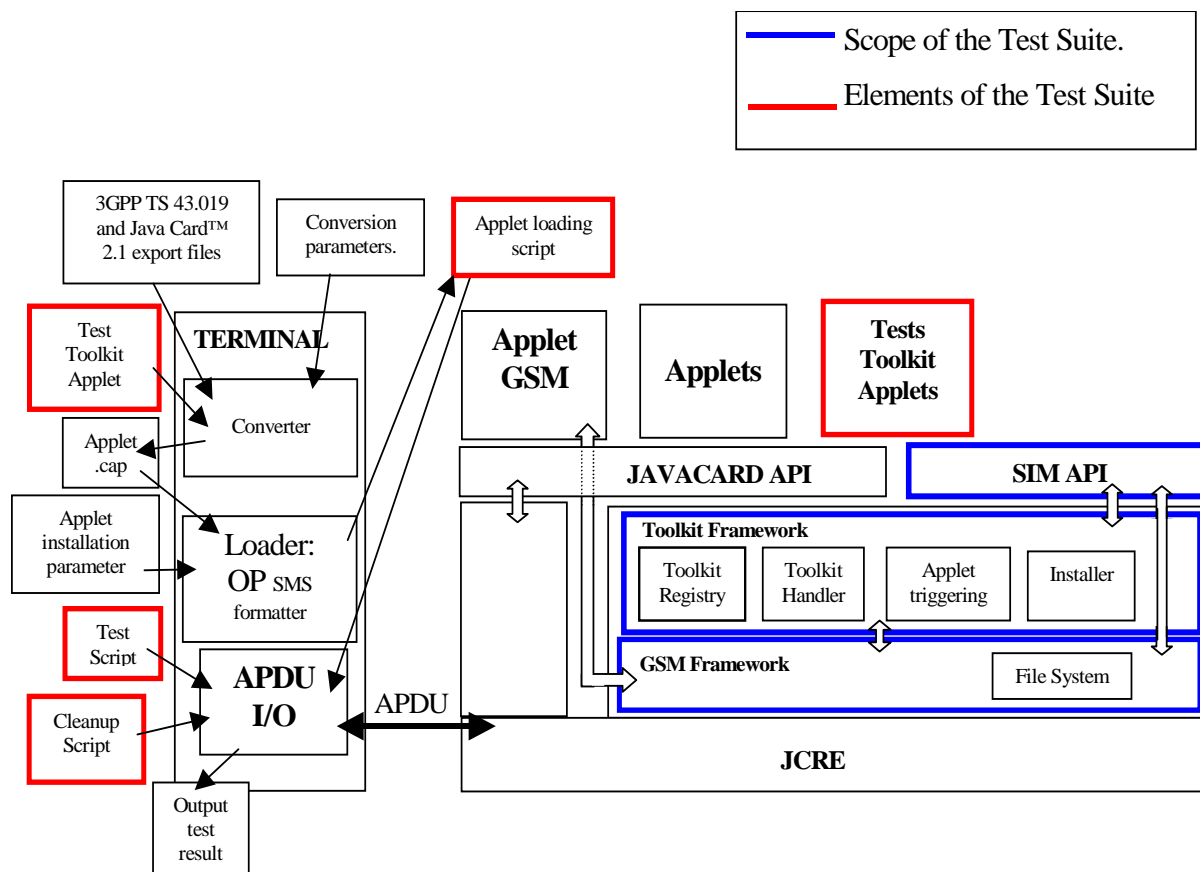 Scope of the Test Suite.
Elements of the Test Suite
3GPP TS 43.019
and Java Card™
2.1 export files
Conversion
parameters.
Applet loading
script
Test
Toolkit
Applet
TERMINAL
Applet
GSM
Applets
Tests
Toolkit
Applets
Converter
Applet
.cap
JAVACARD API
SIM API
Applet
installation
parameter
Loader:
OP SMS
formatter
Toolkit Framework
Toolkit
Registry
Toolkit
Handler
Applet
triggering
Installer
Test
Script
APDU
I/O
GSM Framework
File System
Cleanup
Script
APDU
JCRE
Output
test
result